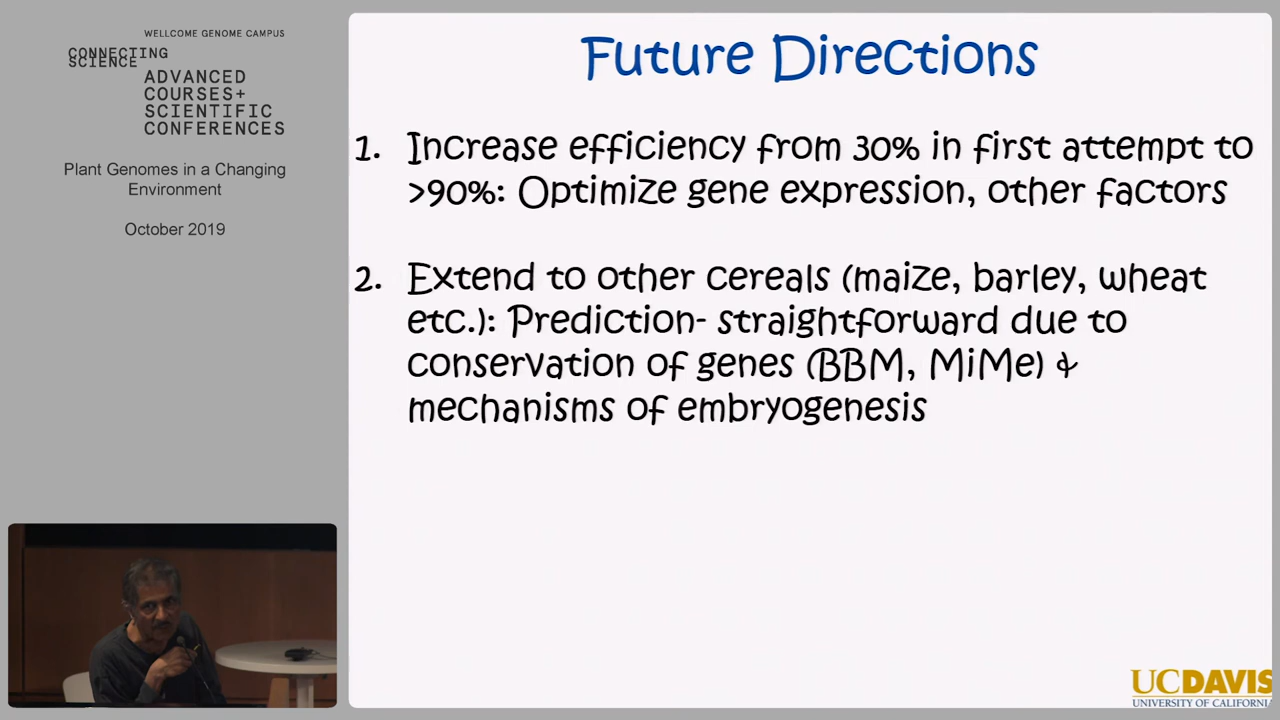 WELLCOME GENOME CAMPUS
CONNECTING
SCIENCE
ADVANCED
COURSES+
SCIENTIFIC
CONFERENCES
Plant Genomes in a Changing
Environment
October 2019
Future Directions
1. Increase efficiency from 30% in first attempt to
>90%: Optimize gene expression, other factors
2. Extend to other cereals (maize, barley, wheat
etc.): Prediction- straightforward due to
conservation of genes (BBM, MiMe) &
mechanisms of embryogenesis
UCDAVIS
UNIVERSITY OF CALIFORNIA